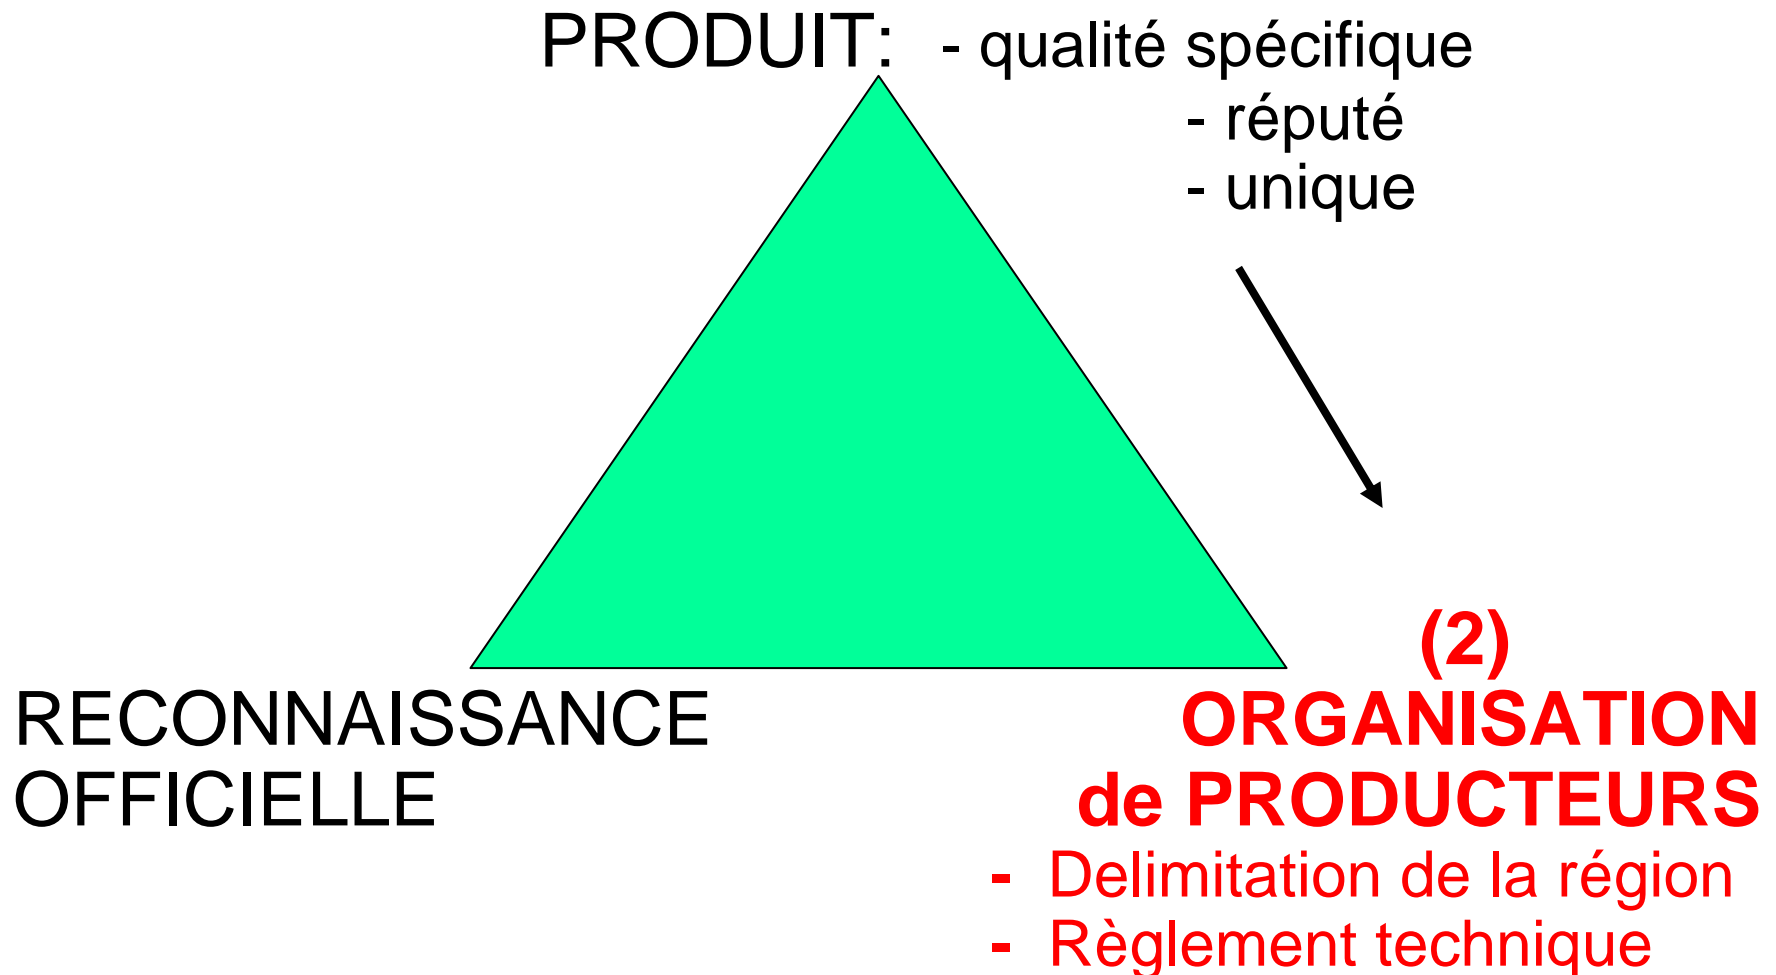 PRODUIT: - qualité spécifique
- réputé
- unique
(2)
RECONNAISSANCE
OFFICIELLE
ORGANISATION
de PRODUCTEURS
- Delimitation de la région
- Règlement technique